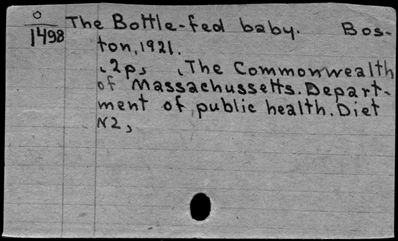 O
1498
The Bottle-fed baby. Bos-
ton, 1921.
2p, The Commonwealth
of Massachussetts. Depart-
ment of public health. Diet
N2,